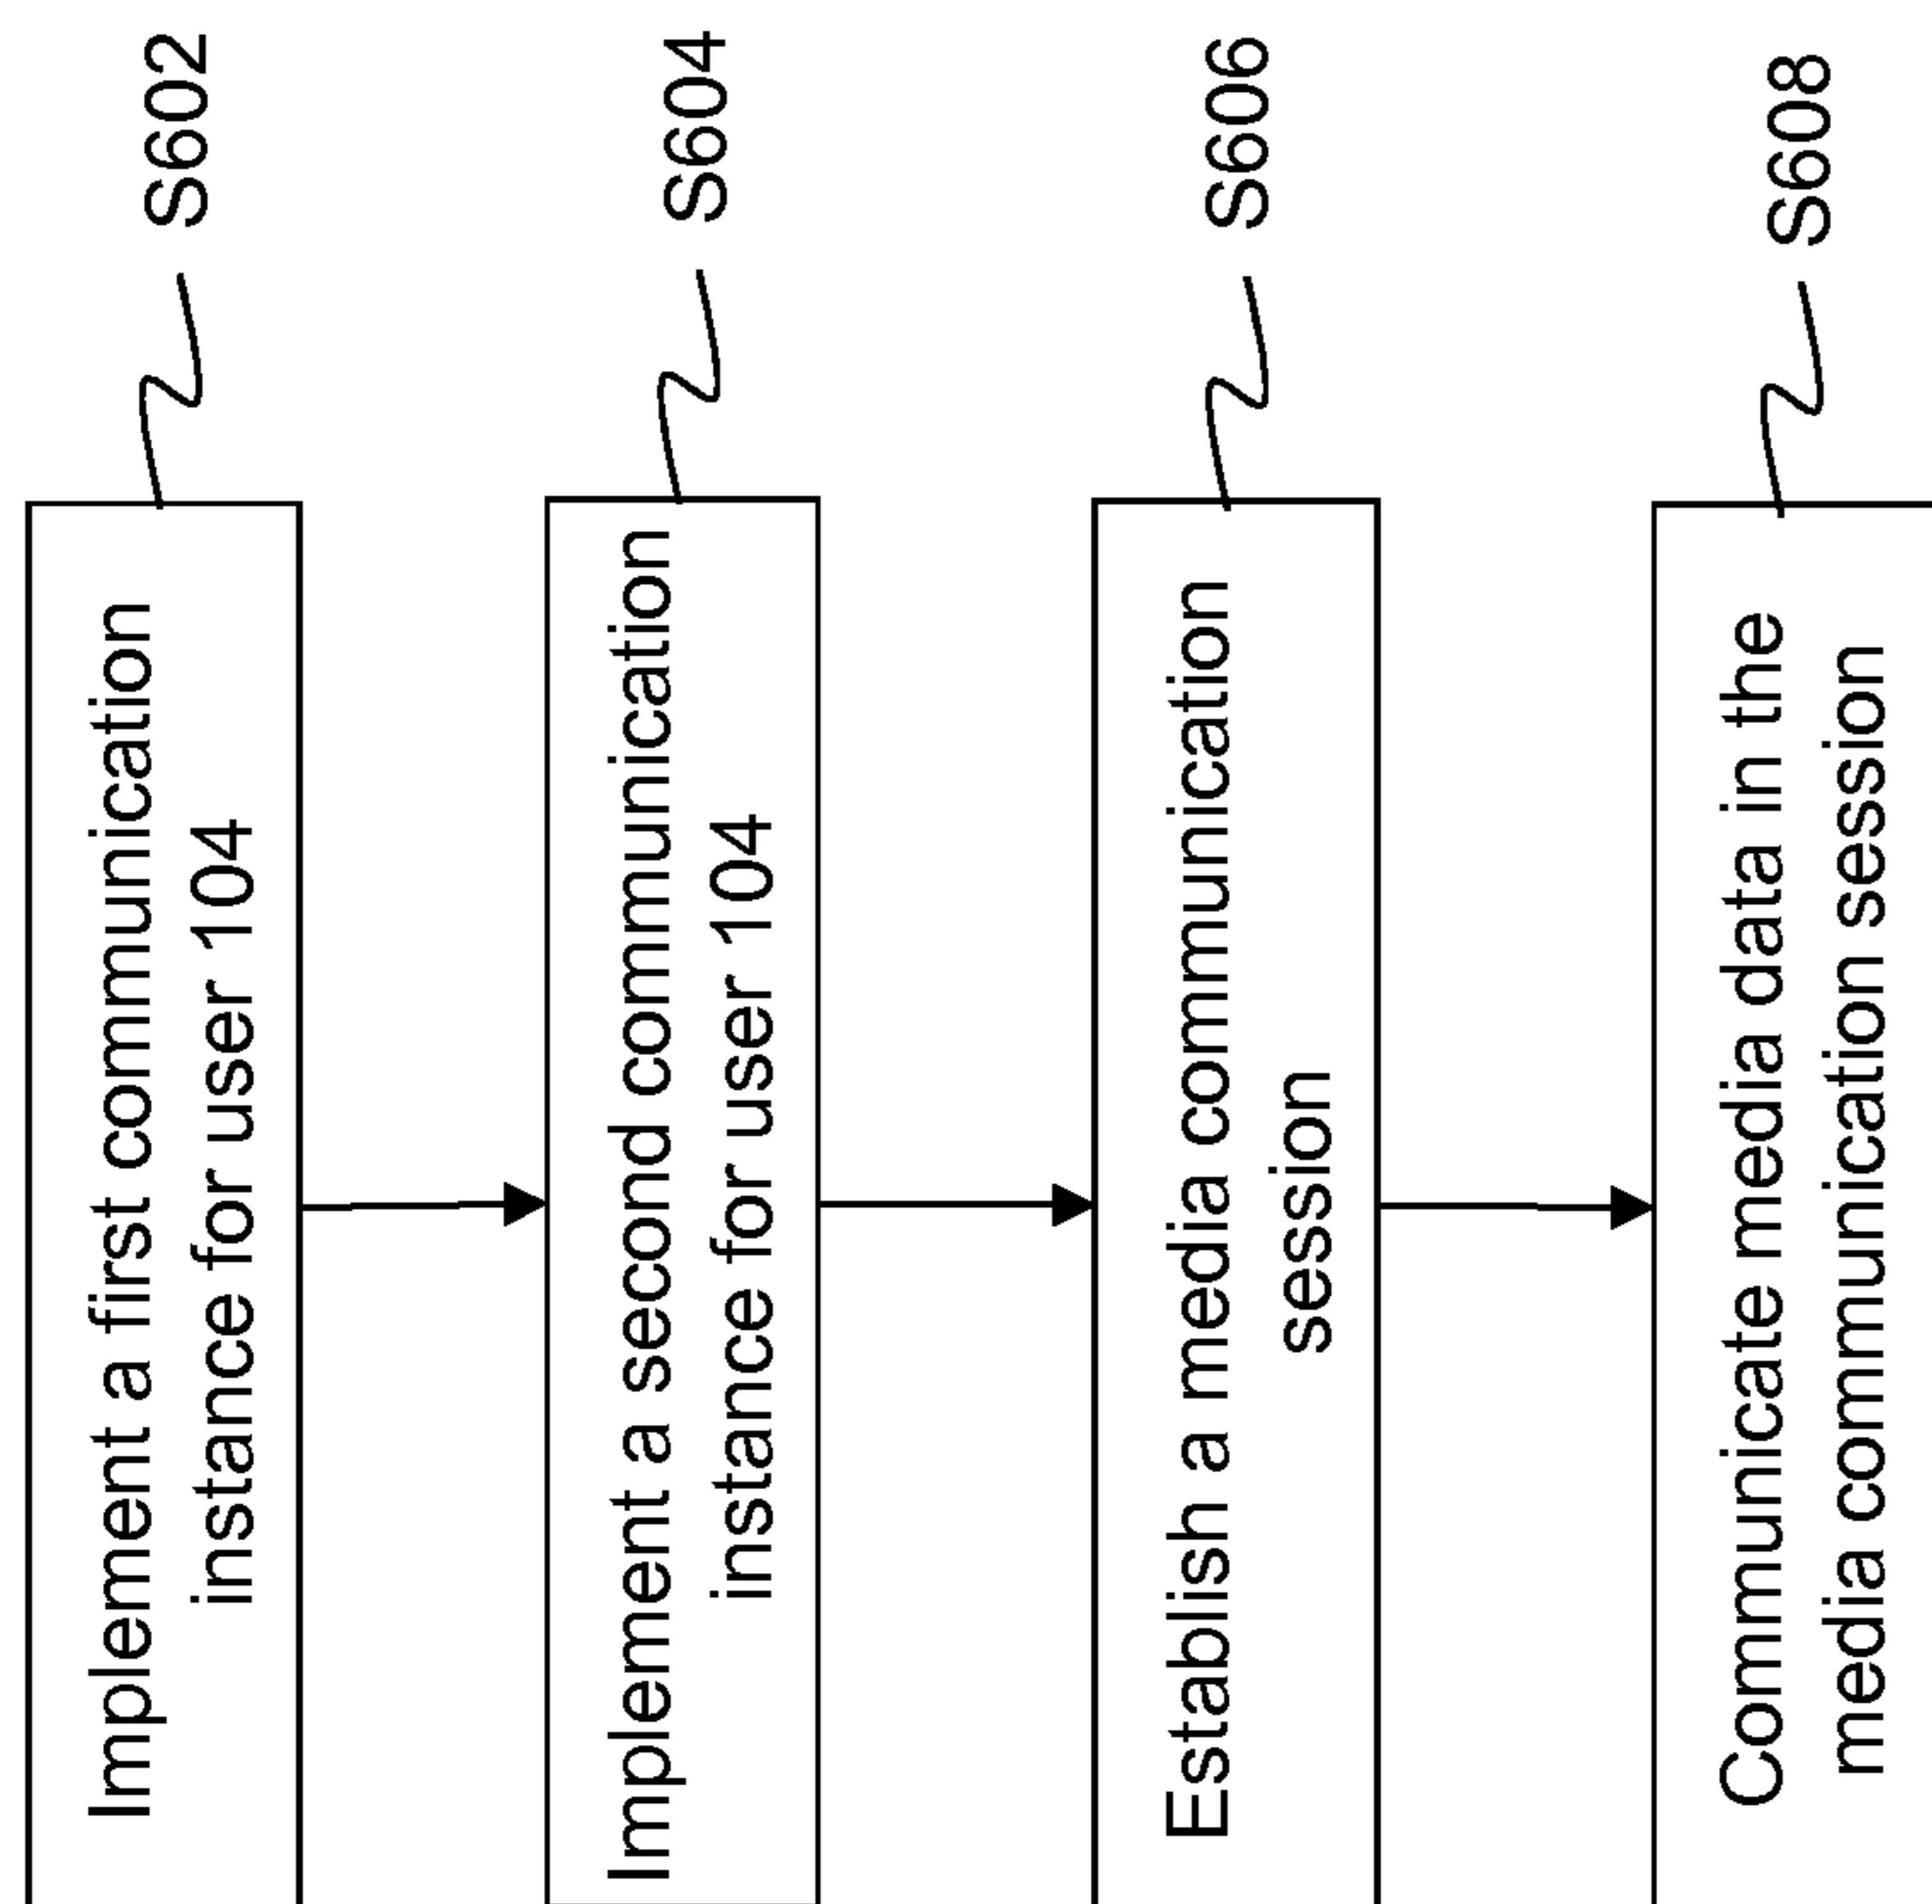 Implement a first communication
instance for user 104
S602
Implement a second communication
instance for user 104
S604
Establish a media communication
session
S606
Communicate media data in the
media communication session
S608